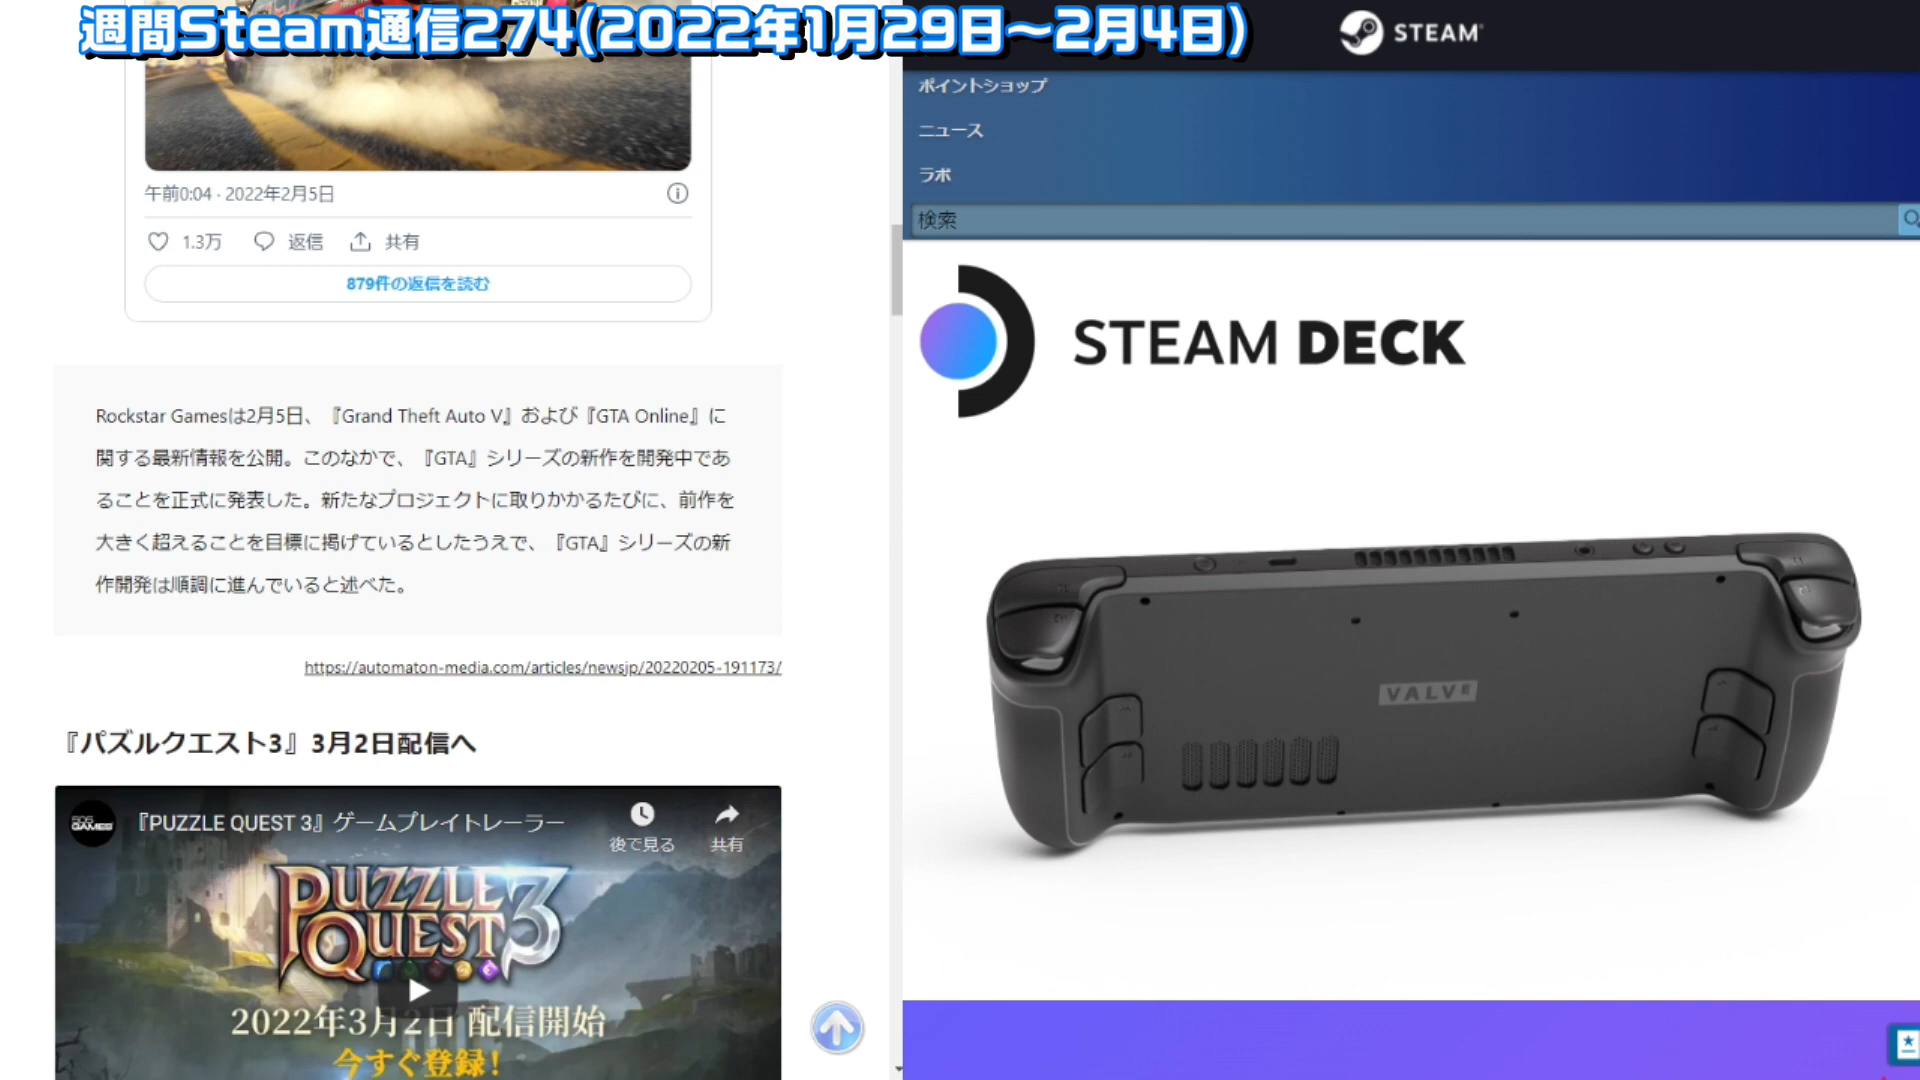 週間Steam通信274(2022年1月29日～2月4日)
午前0:04 · 2022年2月5日
1.3万 返信 共有
879件の返信を読む
Rockstar Gamesは2月5日、『Grand Theft Auto V』および『GTA Online』に
関する最新情報を公開。このなかで、『GTA』シリーズの新作を開発中であ
ることを正式に発表した。新たなプロジェクトに取りかかるたびに、前作を
大きく超えることを目標に掲げているとしたうえで、『GTA』シリーズの新
作開発は順調に進んでいると述べた。
https://automaton-media.com/articles/newsjp/20220205-191173/
『パズルクエスト3』3月2日配信へ
505 GAMES
『PUZZLE QUEST 3』ゲームプレイトレーラー
後で見る
共有
PUZZLE QUEST 3
2022年3月2日 配信開始
今すぐ登録!
STEAM
ポイントショップ
ニュース
ラボ
検索
STEAM DECK
VALVE